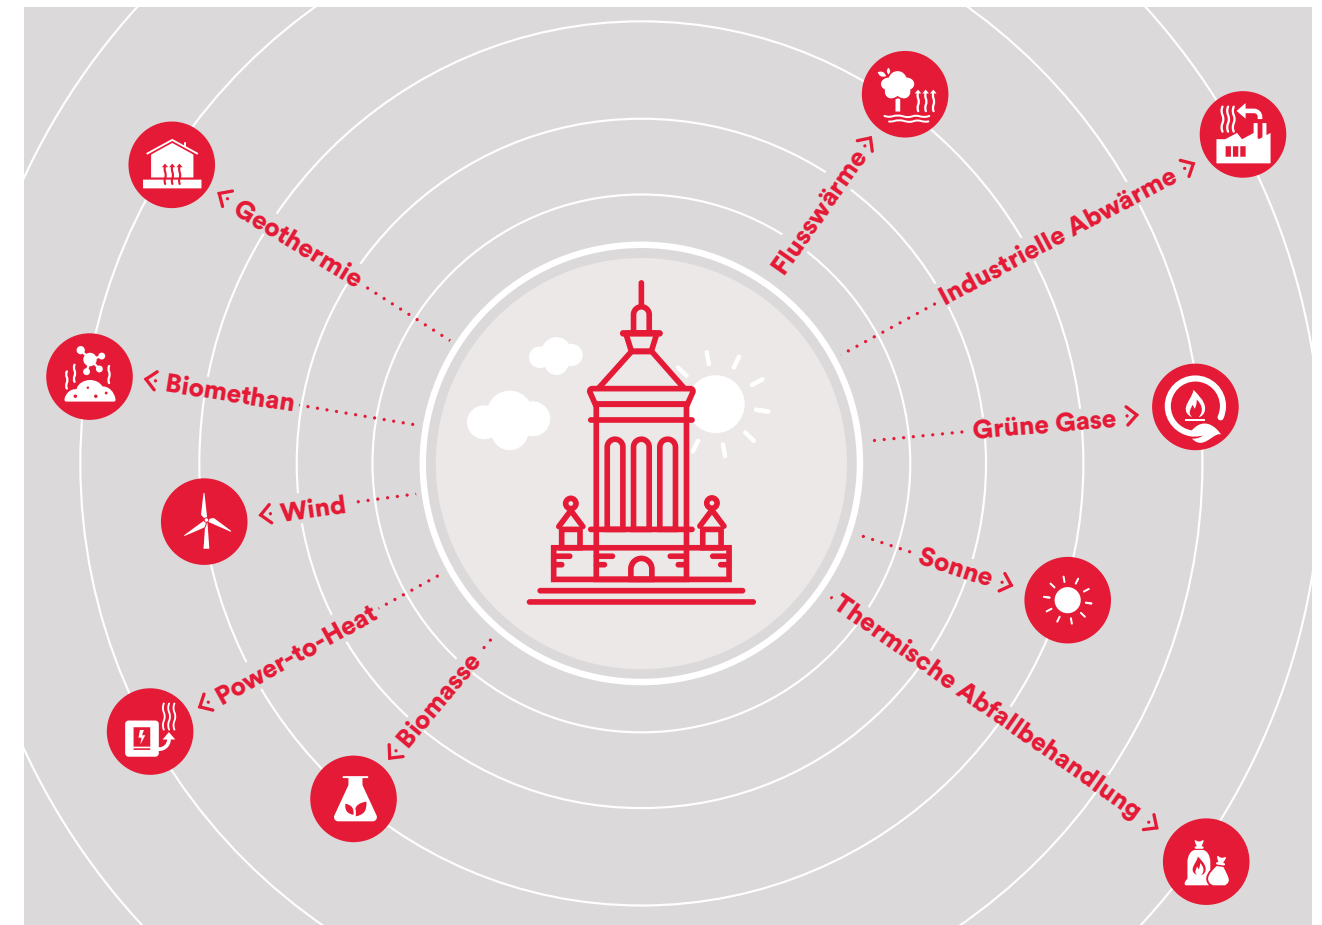 Flusswärme
Industrielle Abwärme
Geothermie
Biomethan
Grüne Gase
Wind
Sonne
Power-to-Heat
Biomasse
Thermische Abfallbehandlung